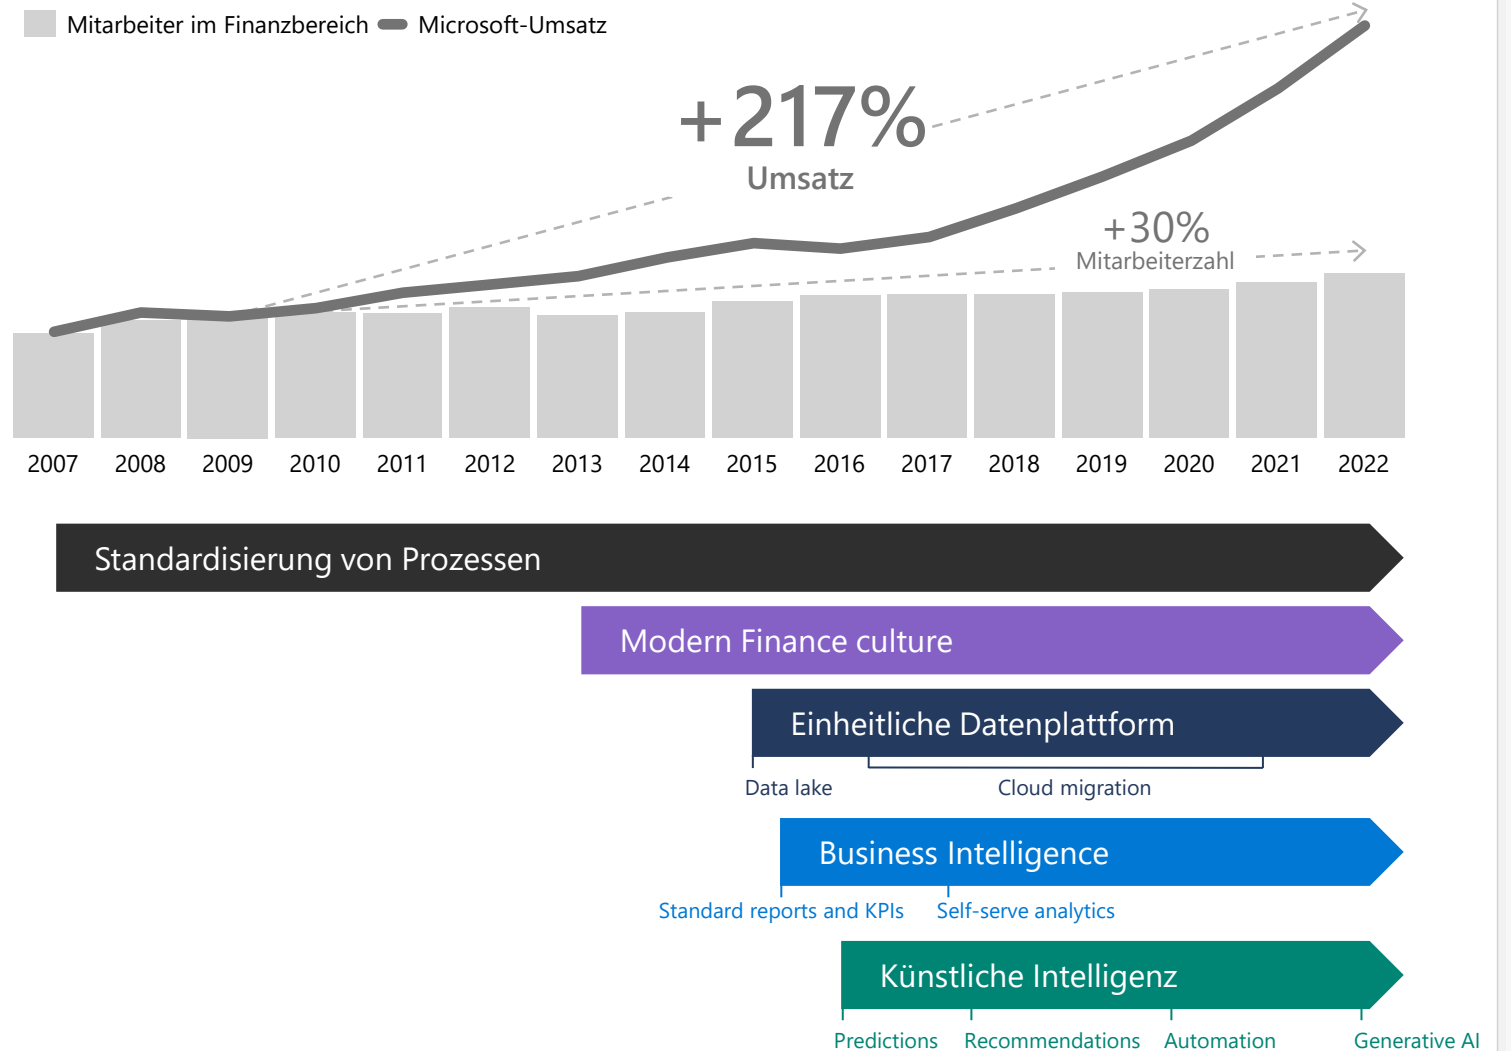 Mitarbeiter im Finanzbereich Microsoft-Umsatz
+217%
Umsatz
+30%
Mitarbeiterzahl
2007 2008 2009 2010 2011 2012 2013 2014 2015 2016 2017 2018 2019 2020 2021 2022
Standardisierung von Prozessen
Modern Finance culture
Einheitliche Datenplattform
Data lake Cloud migration
Business Intelligence
Standard reports and KPIs Self-serve analytics
Künstliche Intelligenz
Predictions Recommendations Automation Generative AI